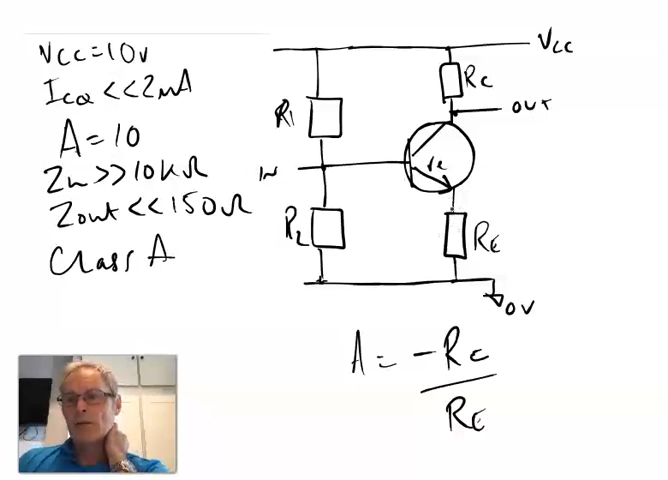 Vcc=10v
Icq <<2mA
A=10
Zin>>10kΩ
Zout<<150Ω
Class A
Vcc
Rc
OUT
R1
IN
re
R2
RE
0V
A = -Rc
RE